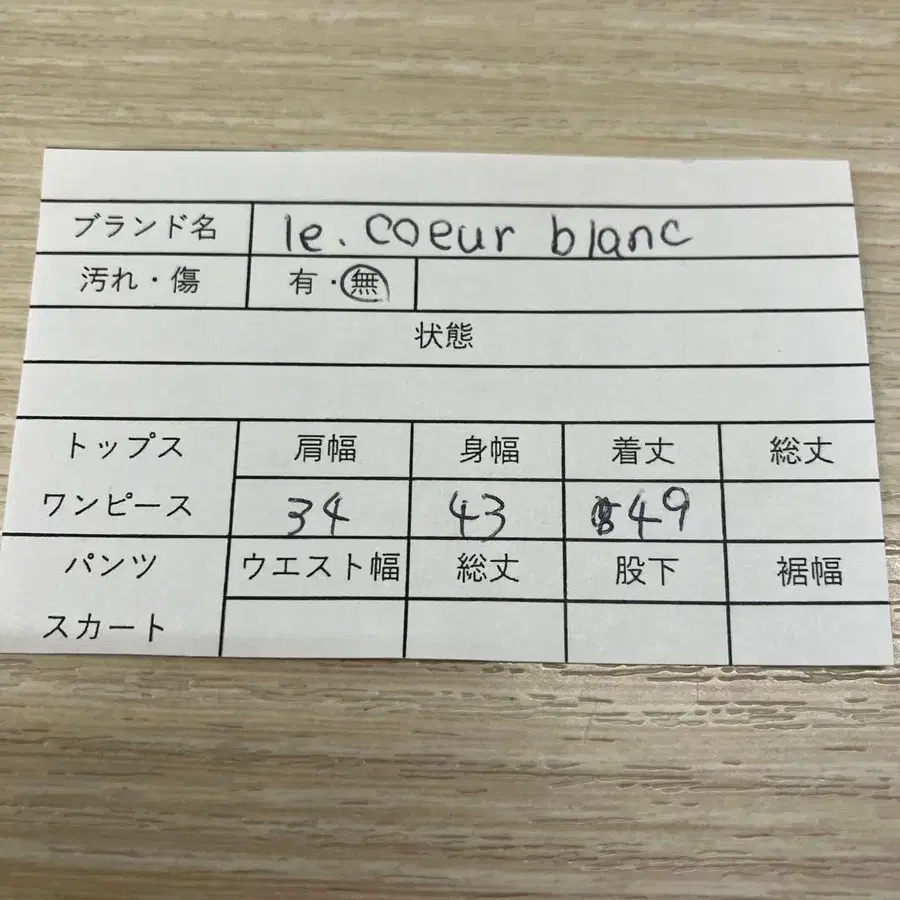 ブランド名 le. coeur blanc
汚れ・傷 有・無
状態
トップス 肩幅 身幅 着丈 総丈
ワンピース 34 43 49
パンツ ウエスト幅 総丈 股下 裾幅
スカート